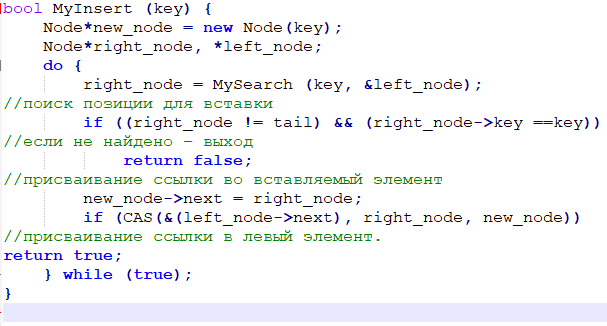 bool MyInsert (key) {
Node*new_node = new Node(key);
Node*right_node, *left_node;
do {
right_node = MySearch (key, &left_node);
//поиск позиции для вставки
if ((right_node != tail) && (right_node->key ==key))
//если не найдено – выход
return false;
//присваивание ссылки во вставляемый элемент
new_node->next = right_node;
if (CAS(&(left_node->next), right_node, new_node))
//присваивание ссылки в левый элемент.
return true;
} while (true);
}